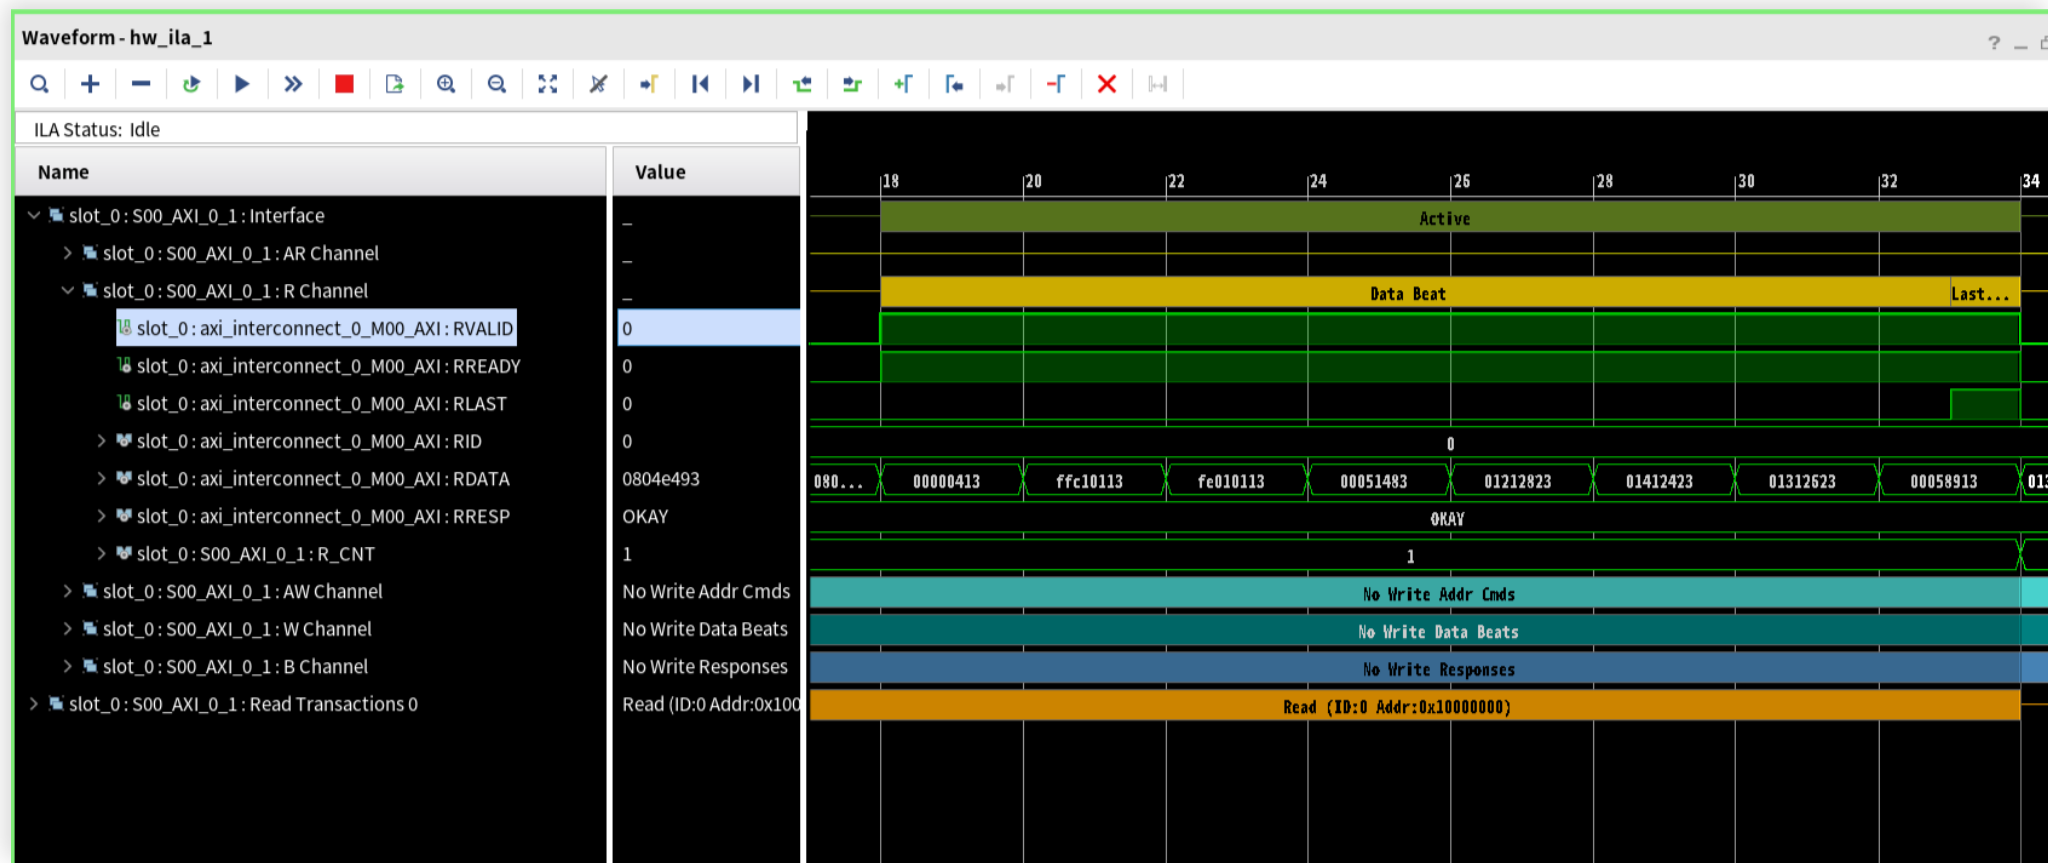 Waveform - hw_ila_1
ILA Status: Idle
Name Value
18 20 22 24 26 28 30 32 34
slot_0 : S00_AXI_0_1 : Interface _ Active
slot_0 : S00_AXI_0_1 : AR Channel _
slot_0 : S00_AXI_0_1 : R Channel _ Data Beat Last...
slot_0 : axi_interconnect_0_M00_AXI : RVALID 0
slot_0 : axi_interconnect_0_M00_AXI : RREADY 0
slot_0 : axi_interconnect_0_M00_AXI : RLAST 0
slot_0 : axi_interconnect_0_M00_AXI : RID 0 0
slot_0 : axi_interconnect_0_M00_AXI : RDATA 0804e493 080... 00000413 ffc10113 fe010113 00051483 01212823 01412423 01312623 00058913 013
slot_0 : axi_interconnect_0_M00_AXI : RRESP OKAY OKAY
slot_0 : S00_AXI_0_1 : R_CNT 1 1
slot_0 : S00_AXI_0_1 : AW Channel No Write Addr Cmds No Write Addr Cmds
slot_0 : S00_AXI_0_1 : W Channel No Write Data Beats No Write Data Beats
slot_0 : S00_AXI_0_1 : B Channel No Write Responses No Write Responses
slot_0 : S00_AXI_0_1 : Read Transactions 0 Read (ID:0 Addr:0x100 Read (ID:0 Addr:0x10000000)